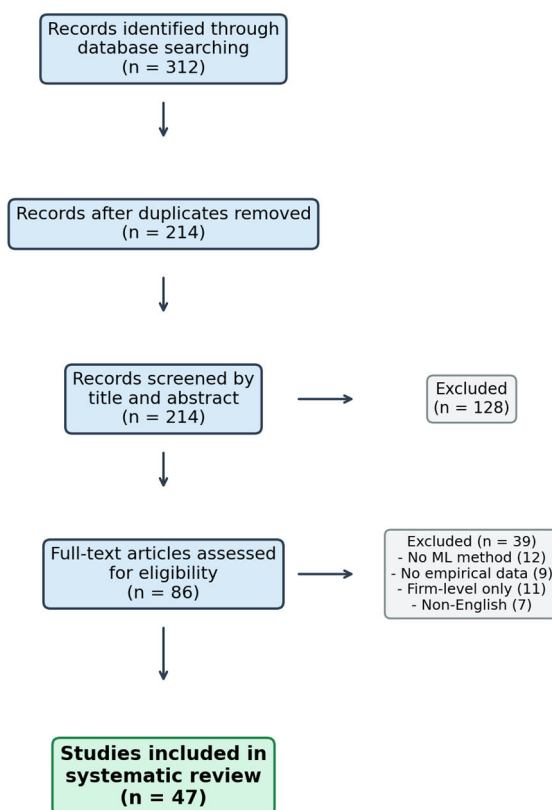 Records identified through
database searching
(n = 312)
Records after duplicates removed
(n = 214)
Records screened by
title and abstract
(n = 214)
Excluded
(n = 128)
Full-text articles assessed
for eligibility
(n = 86)
Excluded (n = 39)
- No ML method (12)
- No empirical data (9)
- Firm-level only (11)
- Non-English (7)
Studies included in
systematic review
(n = 47)